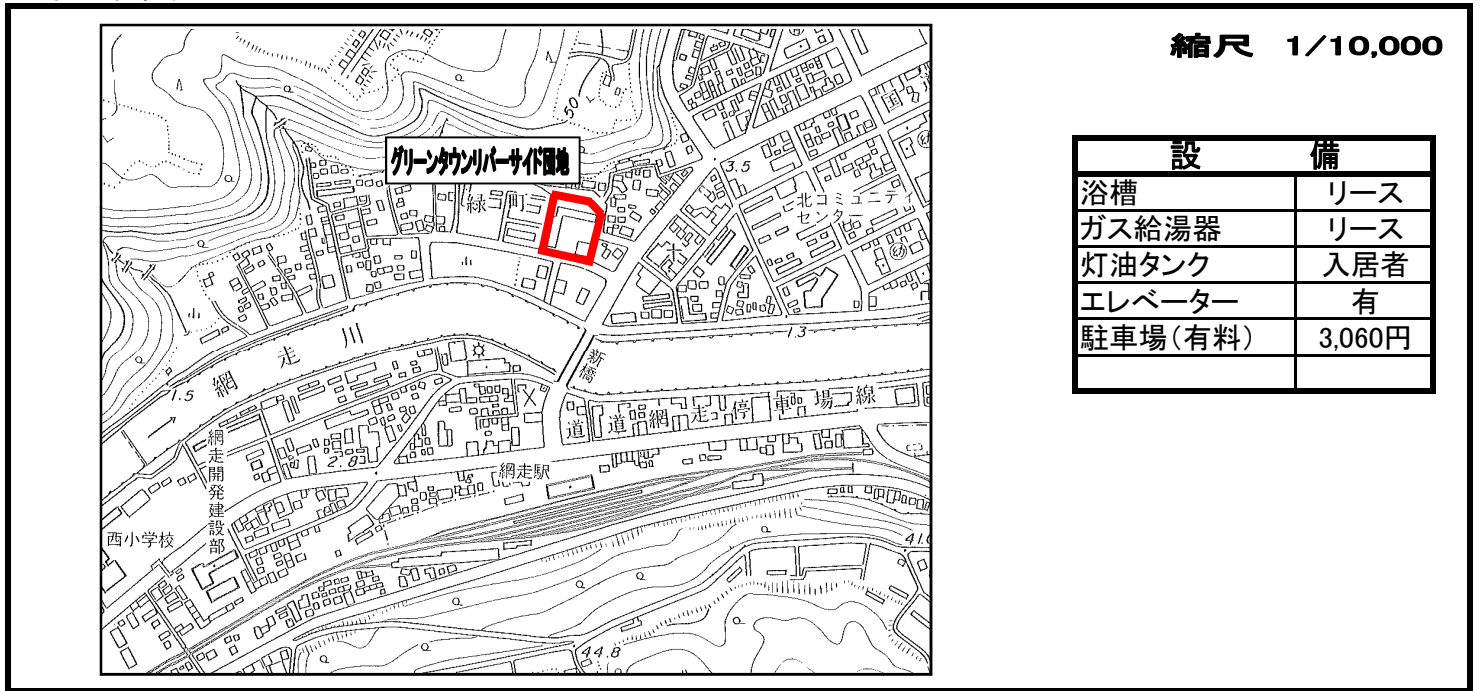 縮尺 1/10,000
グリーンタウンリバーサイド団地
緑町
50
3.5
国
幼
北コミュニティ
センター
幼
1.3
新橋
網走川
1.5
網走開発建設部
2.8
道道網走停車場線
網走駅
西小学校
41.0
44.8
設備
浴槽 リース
ガス給湯器 リース
灯油タンク 入居者
エレベーター 有
駐車場(有料) 3,060円